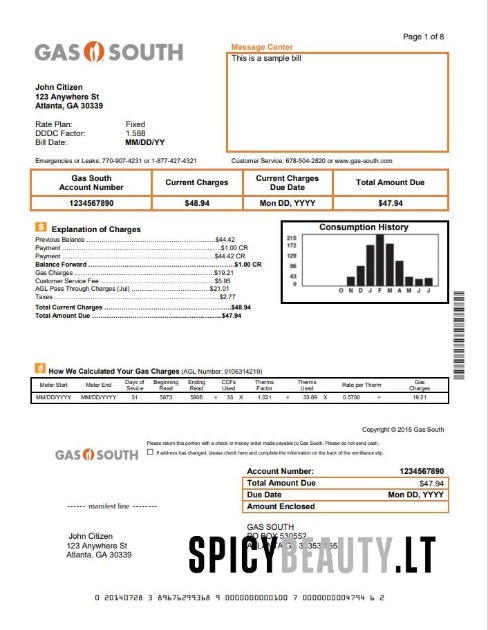 Page 1 of 8
GAS SOUTH
Message Center
This is a sample bill
John Citizen
123 Anywhere St
Atlanta, GA 30339
Rate Plan: Fixed
DDDC Factor: 1.588
Bill Date: MM/DD/YY
Emergencies or Leaks: 770-907-4231 or 1-877-427-4321 Customer Service: 678-504-2820 or www.gas-south.com
Gas South Account Number Current Charges Current Charges Due Date Total Amount Due
1234567890 $48.94 Mon DD, YYYY $47.94
$ Explanation of Charges
Previous Balance $44.42
Payment $1.00 CR
Payment $44.42 CR
Balance Forward $1.00 CR
Gas Charges $19.21
Customer Service Fee $5.95
AGL Pass Through Charges (Jul) $21.01
Taxes $2.77
Total Current Charges $48.94
Total Amount Due $47.94
Consumption History
215
172
129
86
43
0
O N D J F M A M J J
How We Calculated Your Gas Charges (AGL Number: 9106314219)
Meter Start Meter End Days of Service Beginning Read Ending Read CCFs Used Therms Factor Therms Used Rate per Therm Gas Charges
MM/DD/YYYY MM/DD/YYYY 31 5873 5906 = 33 X 1.021 = 33.69 X 0.5700 = 19.21
Copyright © 2015 Gas South
Please return this portion with a check or money order made payable to Gas South. Please do not send cash.
If address has changed, please check here and complete the information on the back of the remittance slip.
GAS SOUTH
Account Number: 1234567890
Total Amount Due $47.94
Due Date Mon DD, YYYY
Amount Enclosed
------ manifest line --------
GAS SOUTH
PO BOX 530552
John Citizen
123 Anywhere St
Atlanta, GA 30339
SPICYBEAUTY.LT
0 20140728 3 89676299368 9 0000000000100 7 0000000004794 6 2